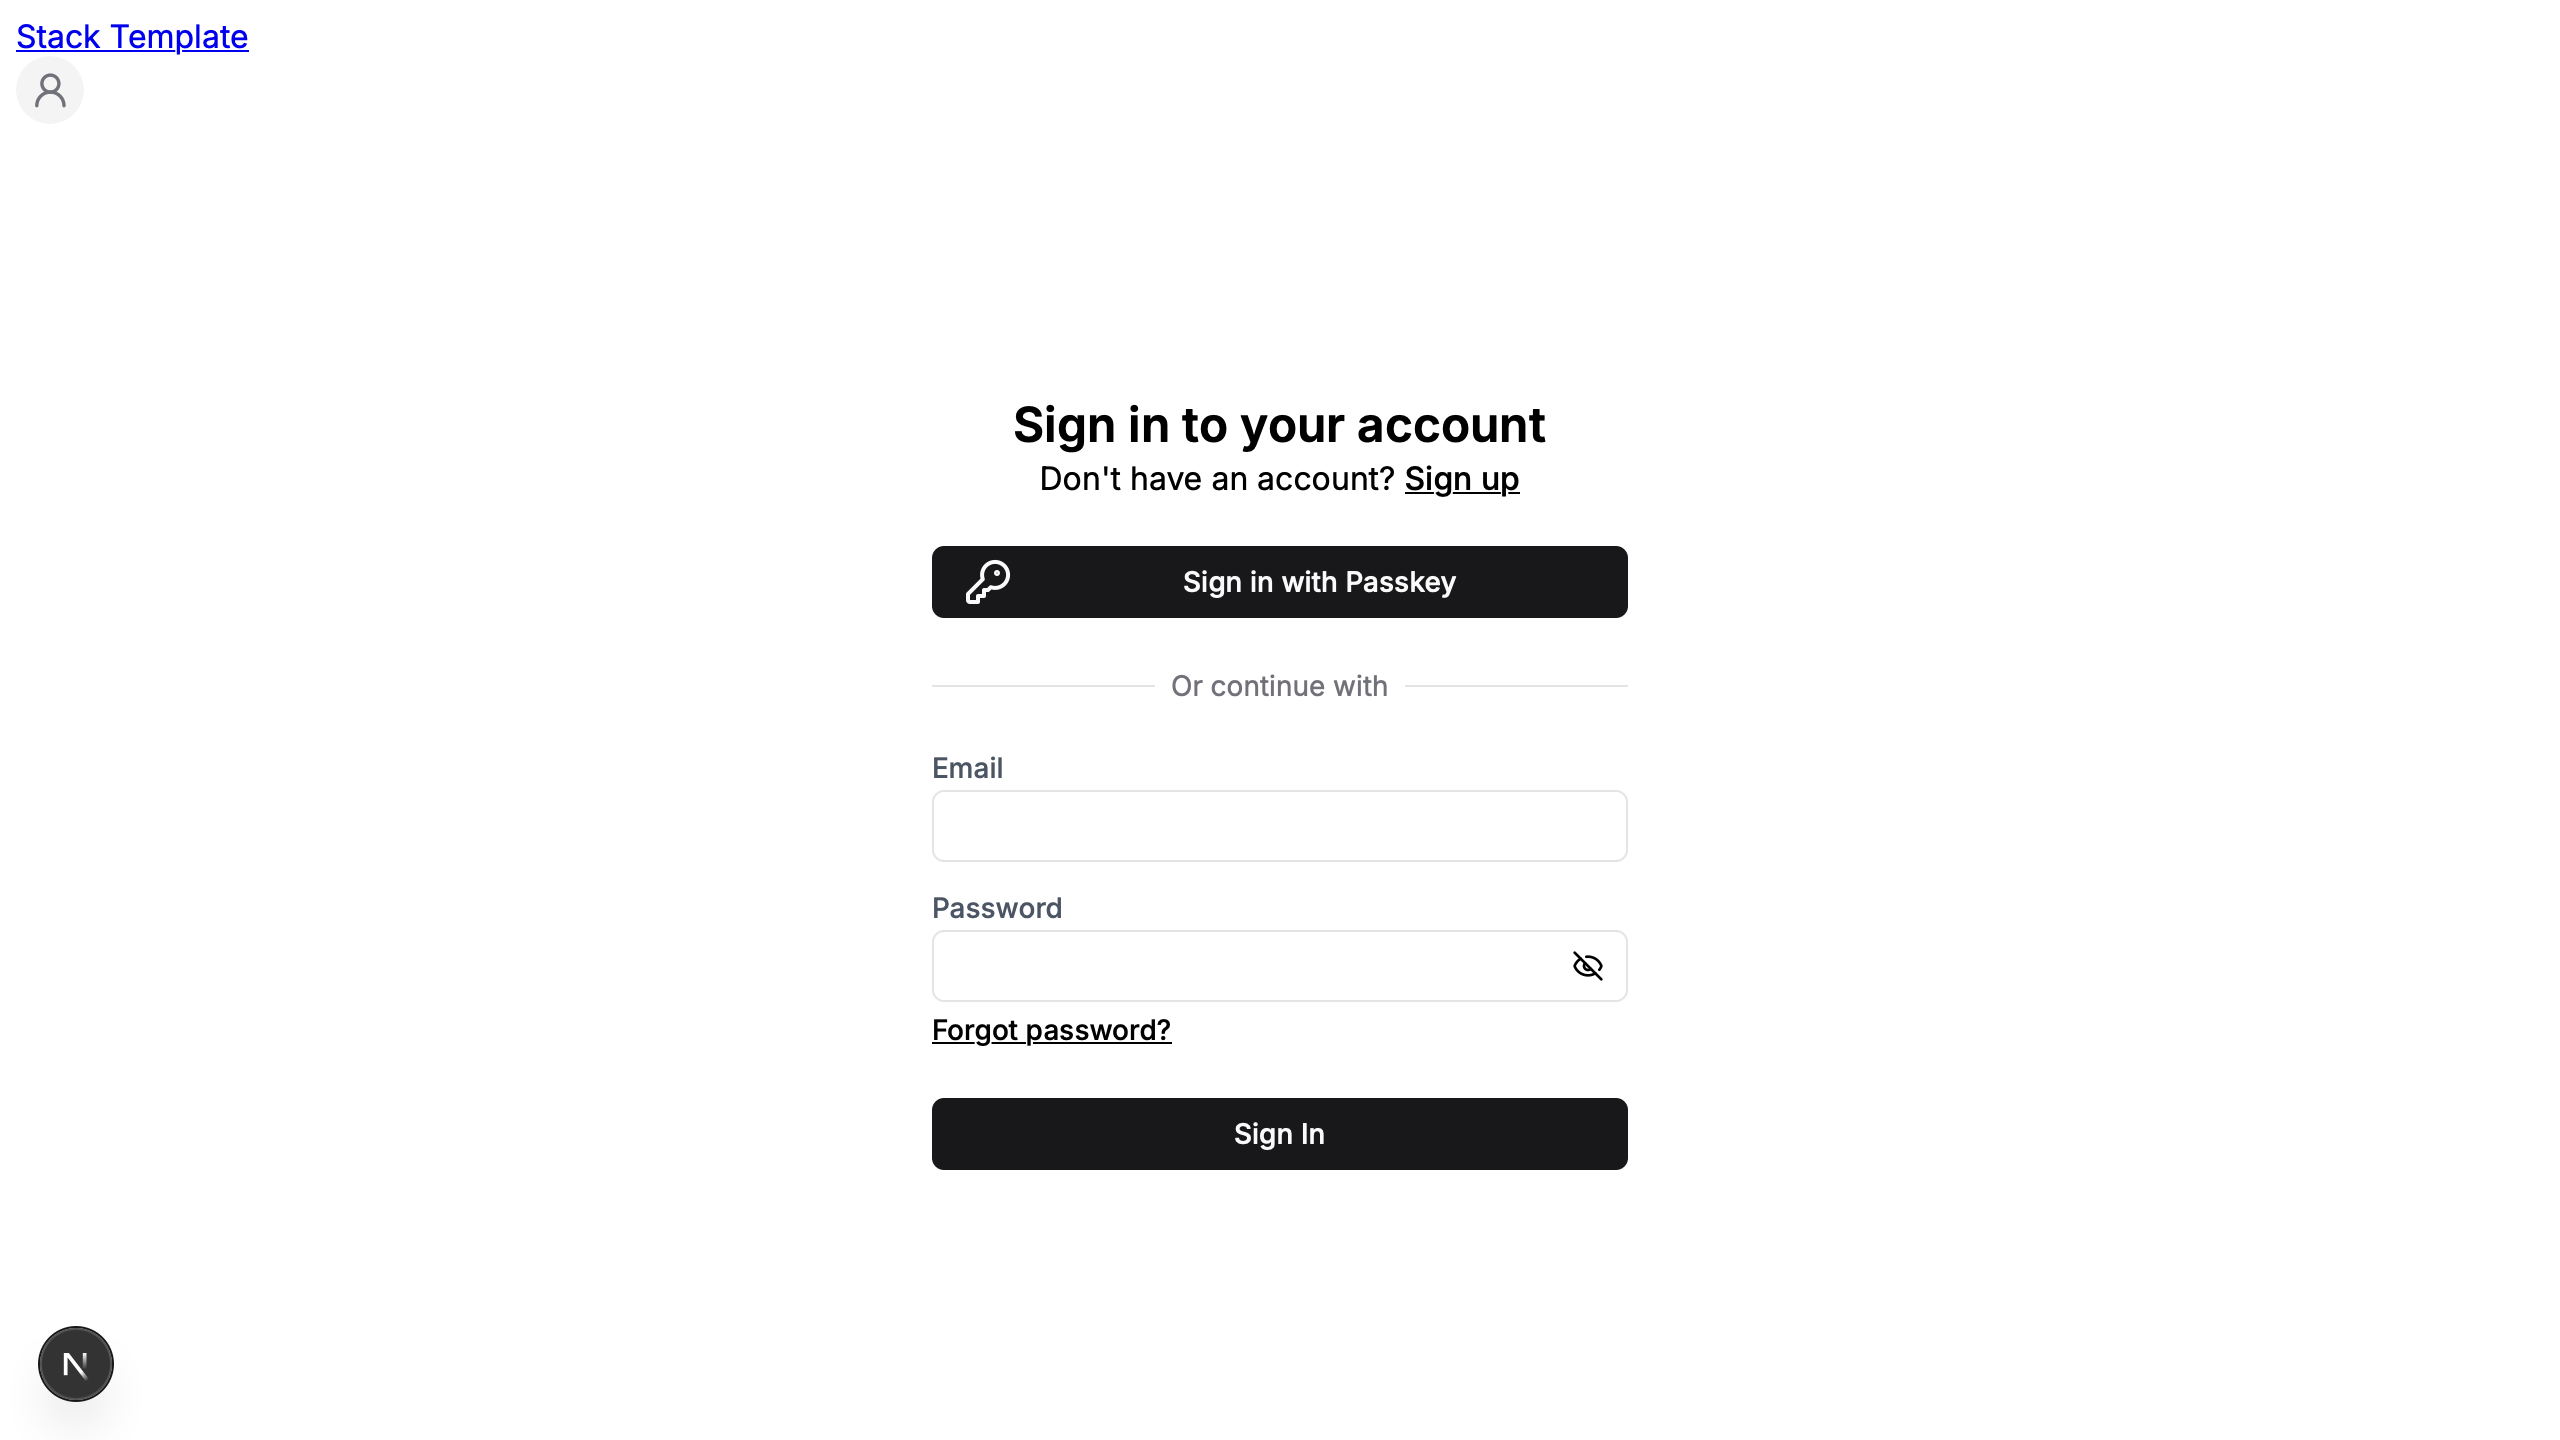 Stack Template
Sign in to your account
Don't have an account? Sign up
Sign in with Passkey
Or continue with
Email
Password
Forgot password?
Sign In
N